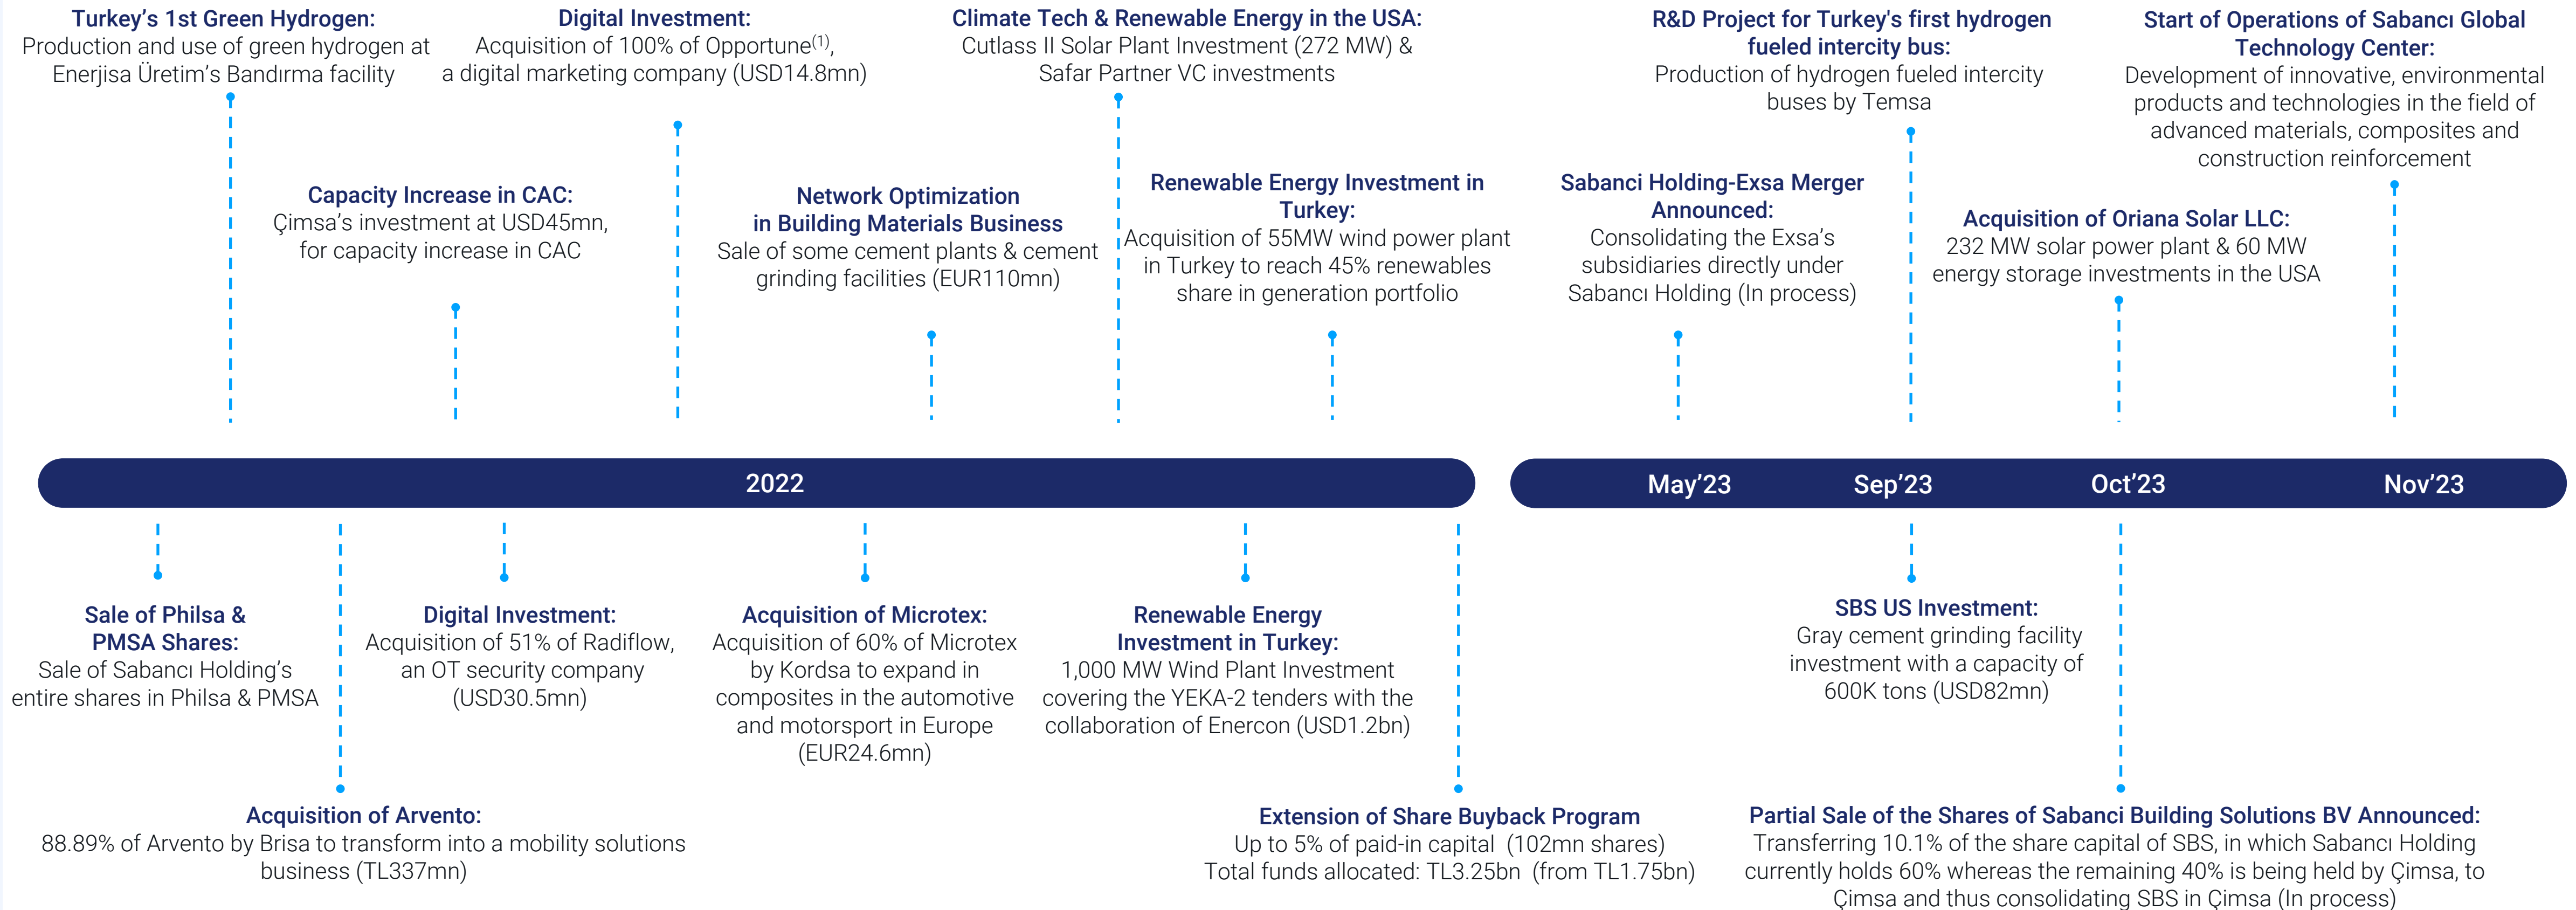 Turkey’s 1st Green Hydrogen:
Production and use of green hydrogen at
Enerjisa Üretim’s Bandırma facility
Digital Investment:
Acquisition of 100% of Opportune(1),
a digital marketing company (USD14.8mn)
Climate Tech & Renewable Energy in the USA:
Cutlass II Solar Plant Investment (272 MW) &
Safar Partner VC investments
R&D Project for Turkey's first hydrogen
fueled intercity bus:
Production of hydrogen fueled intercity
buses by Temsa
Start of Operations of Sabancı Global
Technology Center:
Development of innovative, environmental
products and technologies in the field of
advanced materials, composites and
construction reinforcement
Capacity Increase in CAC:
Çimsa’s investment at USD45mn,
for capacity increase in CAC
Network Optimization
in Building Materials Business
Sale of some cement plants & cement
grinding facilities (EUR110mn)
Renewable Energy Investment in
Turkey:
Acquisition of 55MW wind power plant
in Turkey to reach 45% renewables
share in generation portfolio
Sabanci Holding-Exsa Merger
Announced:
Consolidating the Exsa’s
subsidiaries directly under
Sabancı Holding (In process)
Acquisition of Oriana Solar LLC:
232 MW solar power plant & 60 MW
energy storage investments in the USA
2022
May’23
Sep’23
Oct’23
Nov’23
Sale of Philsa &
PMSA Shares:
Sale of Sabancı Holding’s
entire shares in Philsa & PMSA
Digital Investment:
Acquisition of 51% of Radiflow,
an OT security company
(USD30.5mn)
Acquisition of Microtex:
Acquisition of 60% of Microtex
by Kordsa to expand in
composites in the automotive
and motorsport in Europe
(EUR24.6mn)
Renewable Energy
Investment in Turkey:
1,000 MW Wind Plant Investment
covering the YEKA-2 tenders with the
collaboration of Enercon (USD1.2bn)
SBS US Investment:
Gray cement grinding facility
investment with a capacity of
600K tons (USD82mn)
Acquisition of Arvento:
88.89% of Arvento by Brisa to transform into a mobility solutions
business (TL337mn)
Extension of Share Buyback Program
Up to 5% of paid-in capital (102mn shares)
Total funds allocated: TL3.25bn (from TL1.75bn)
Partial Sale of the Shares of Sabanci Building Solutions BV Announced:
Transferring 10.1% of the share capital of SBS, in which Sabancı Holding
currently holds 60% whereas the remaining 40% is being held by Çimsa, to
Çimsa and thus consolidating SBS in Çimsa (In process)